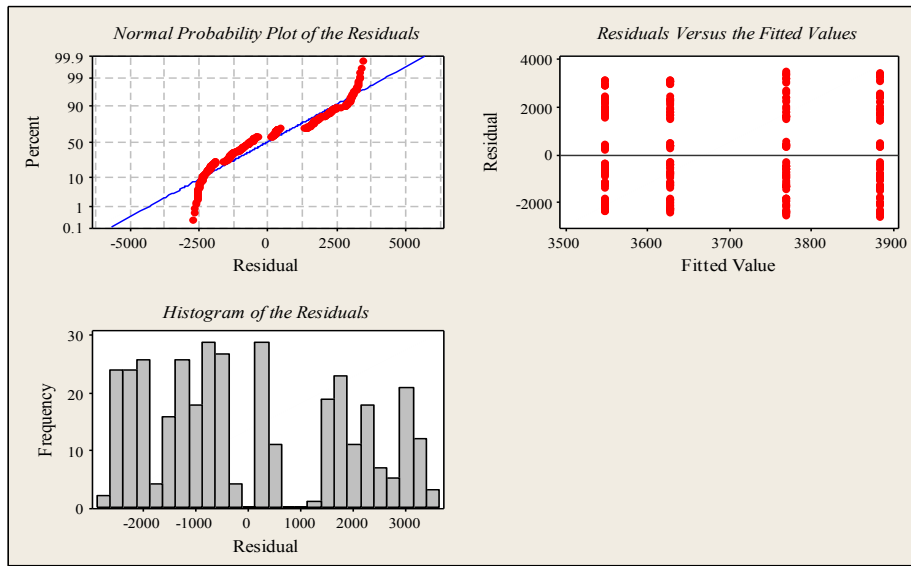 Normal Probability Plot of the Residuals
99.9
99
90
50
10
1
0.1
Percent
-5000 -2500 0 2500 5000
Residual
Residuals Versus the Fitted Values
4000
2000
0
-2000
Residual
3500 3600 3700 3800 3900
Fitted Value
Histogram of the Residuals
30
20
10
0
Frequency
-2000 -1000 0 1000 2000 3000
Residual